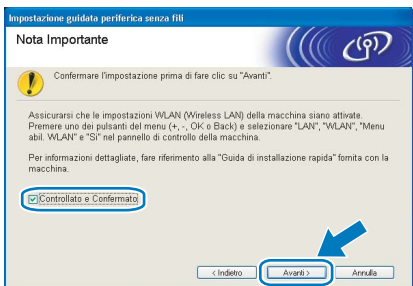 Impostazione guidata periferica senza fili
Nota Importante
Confermare l'impostazione prima di fare clic su "Avanti".
Assicurarsi che le impostazioni WLAN (Wireless LAN) della macchina siano attivate.
Premere uno dei pulsanti del menu (+, -, OK o Back) e selezionare "LAN", "WLAN", "Menu
abil. WLAN" e "Sì" nel pannello di controllo della macchina.
Per informazioni dettagliate, fare riferimento alla "Guida di installazione rapida" fornita con la
macchina.
Controllato e Confermato
< Indietro
Avanti >
Annulla